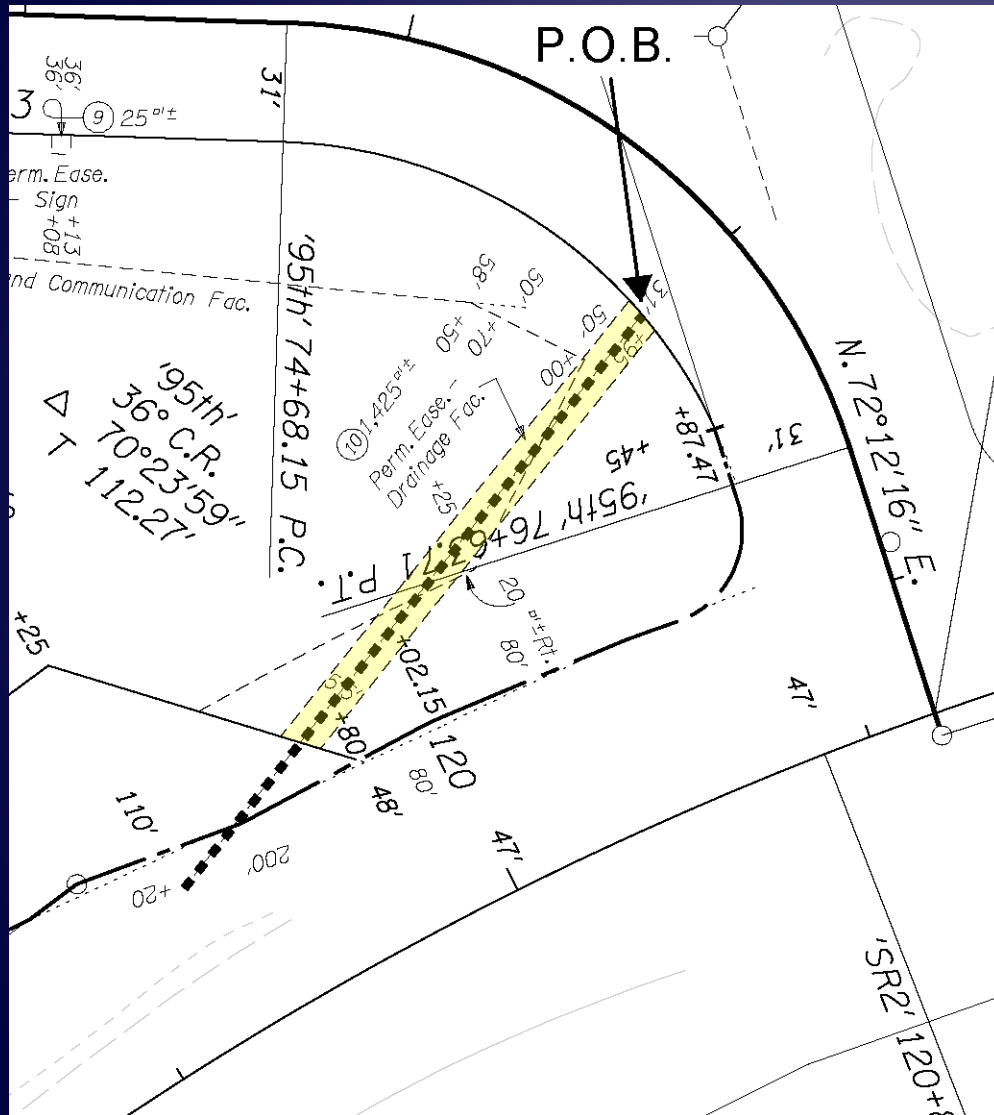 P.O.B.
31'
36'
36'
3
9 25 □'±
erm. Ease.
- Sign
+13
+08
nd Communication Fac.
'95th' 74+68.15 P.C.
58'
50'
+50
+70
50'
+00
31'
+95
10 1,425 □'±
Perm. Ease. -
Drainage Fac.
+25
'95th'
36° C.R.
△ 70°23'59"
T 112.27'
+87.47
31'
+45
N. 72°12'16" E.
P.T.
20 □'± Rt.
80'
+25
+02.15
+80
120
80'
48'
47'
47'
110'
200'
+20
'SR2' 120+